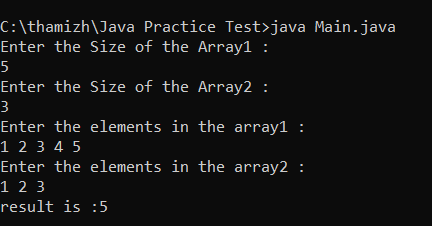 C:\thamizh\Java Practice Test>java Main.java
Enter the Size of the Array1 :
5
Enter the Size of the Array2 :
3
Enter the elements in the array1 :
1 2 3 4 5
Enter the elements in the array2 :
1 2 3
result is :5